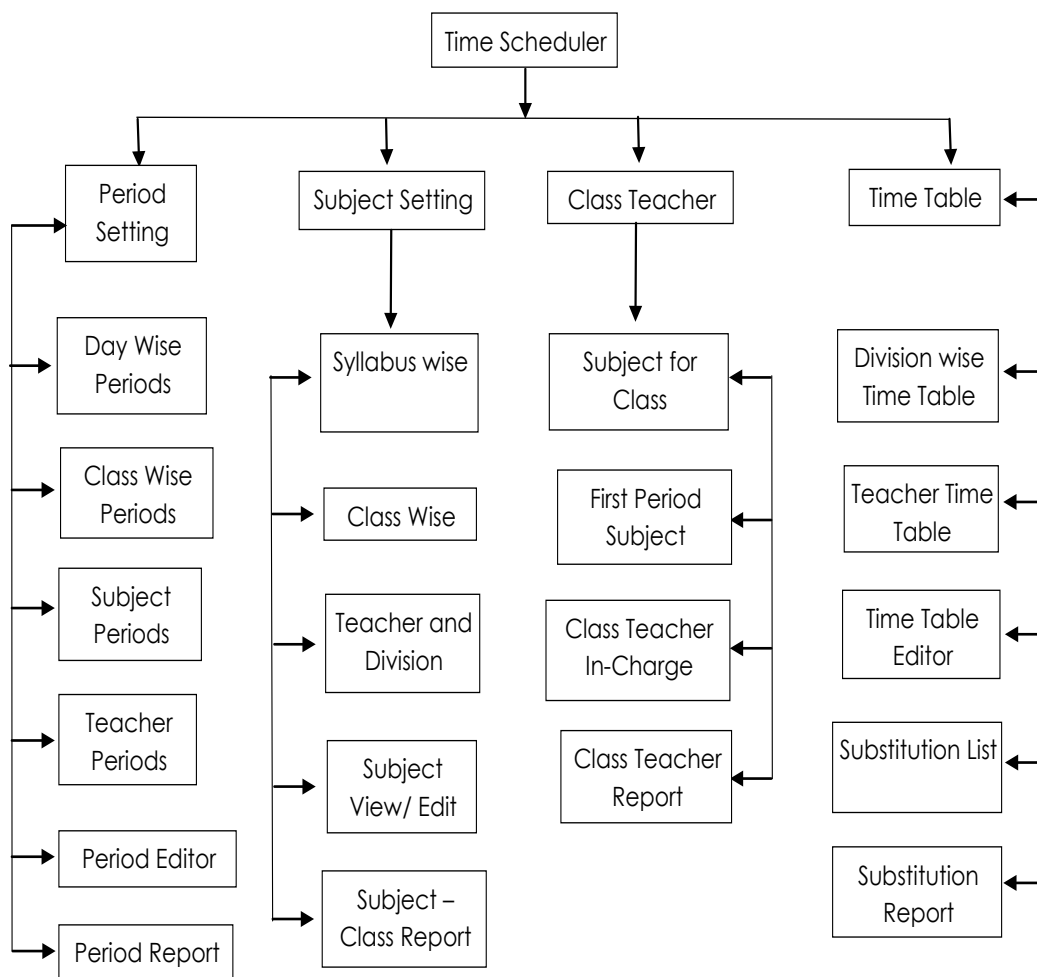 Time Scheduler
Period
Setting
Subject Setting
Class Teacher
Time Table
Day Wise
Periods
Class Wise
Periods
Subject
Periods
Teacher
Periods
Period Editor
Period Report
Syllabus wise
Class Wise
Teacher and
Division
Subject
View/ Edit
Subject –
Class Report
Subject for
Class
First Period
Subject
Class Teacher
In-Charge
Class Teacher
Report
Division wise
Time Table
Teacher Time
Table
Time Table
Editor
Substitution List
Substitution
Report